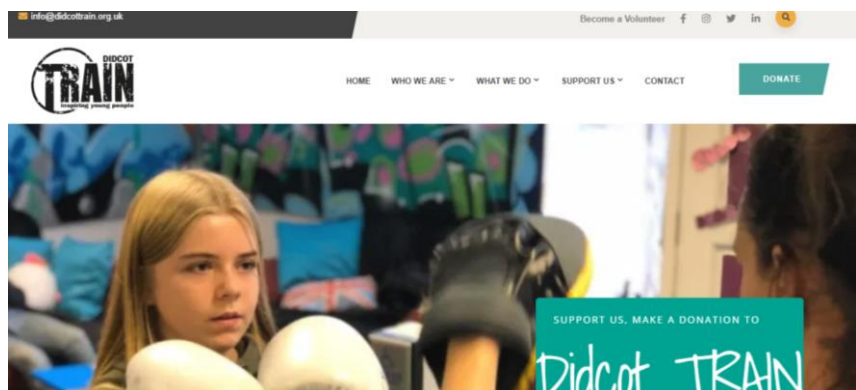 info@didcottrain.org.uk
Become a Volunteer
DIDCOT
TRAIN
inspiring young people
HOME WHO WE ARE WHAT WE DO SUPPORT US CONTACT
DONATE
SUPPORT US, MAKE A DONATION TO
Didcot TRAIN